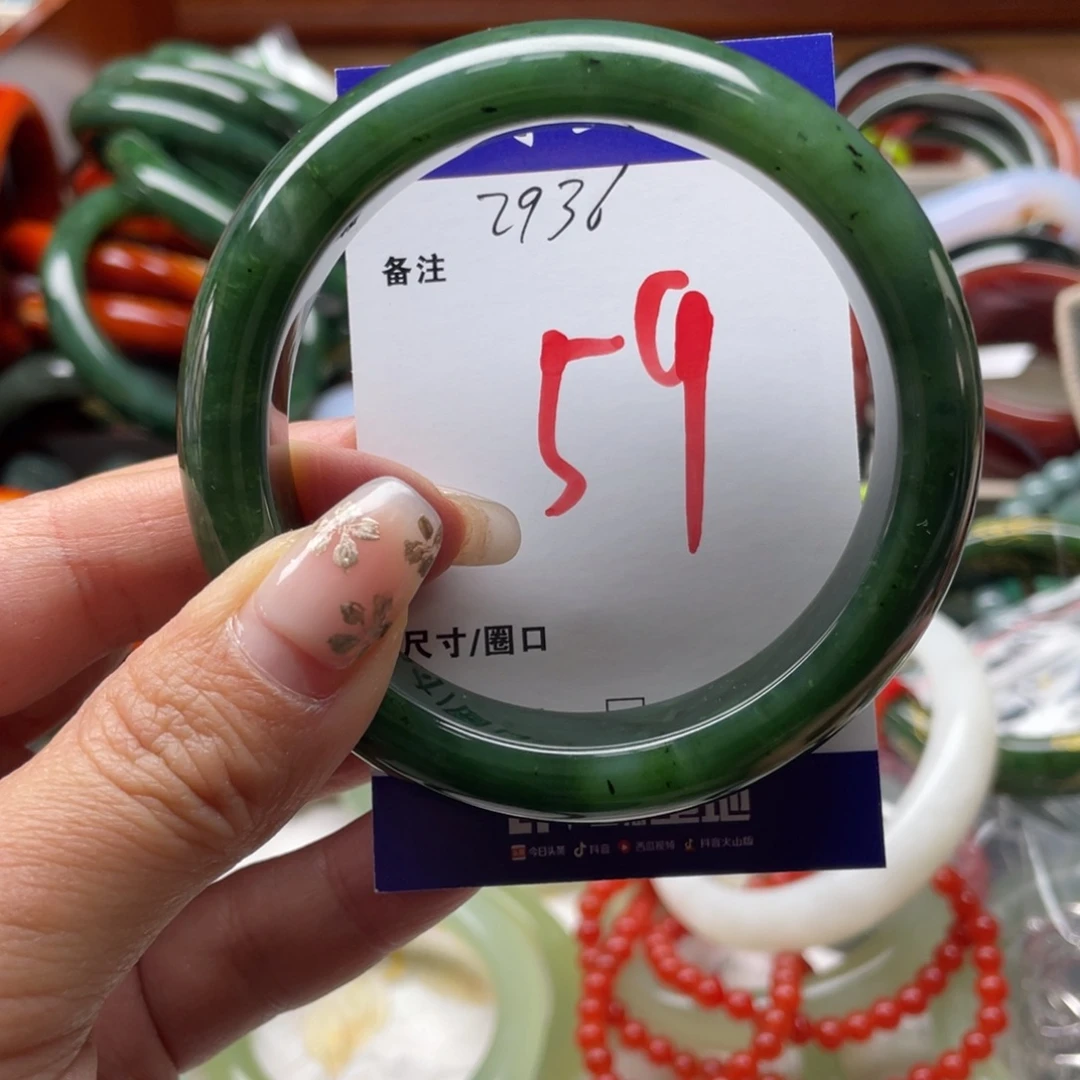 2936
备注
59
尺寸/圈口
今日头条 抖音 西瓜视频 抖音火山版